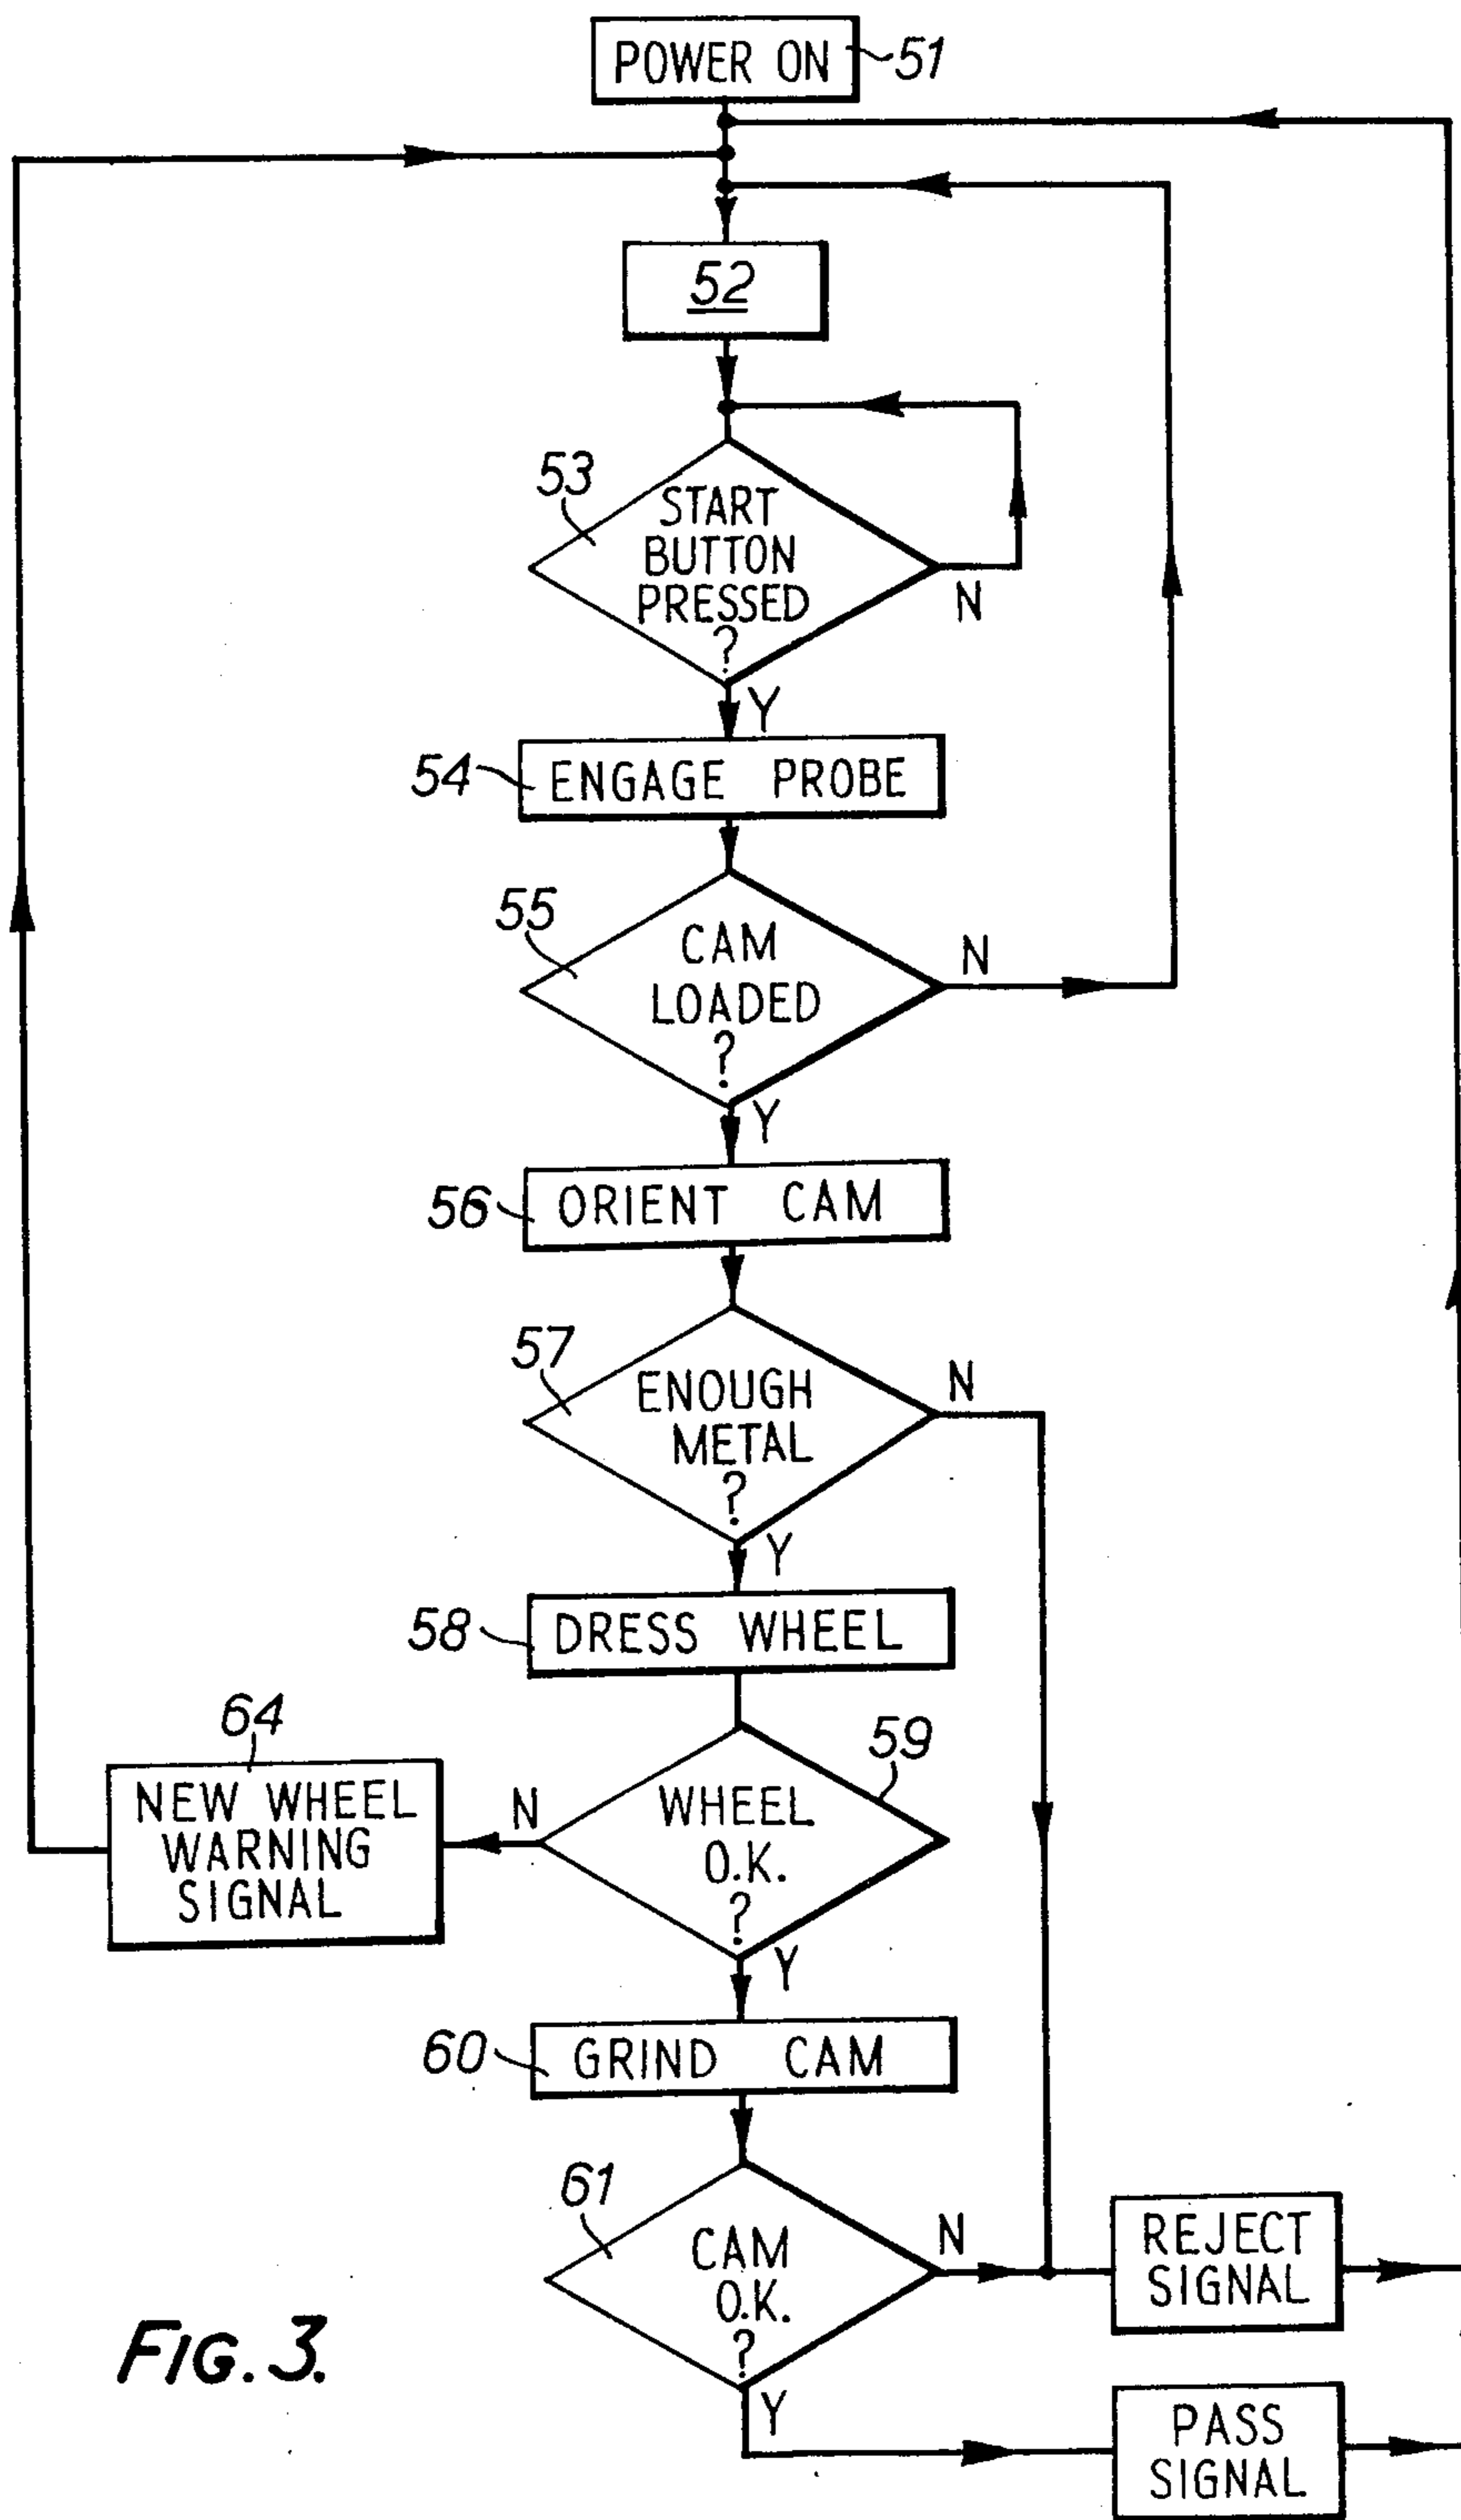 POWER ON
51
52
53
START
BUTTON
PRESSED
?
N
Y
54
ENGAGE PROBE
55
CAM
LOADED
?
N
Y
56
ORIENT CAM
57
ENOUGH
METAL
?
N
Y
58
DRESS WHEEL
64
NEW WHEEL
WARNING
SIGNAL
N
59
WHEEL
O.K.
?
Y
60
GRIND CAM
61
CAM
O.K.
?
N
REJECT
SIGNAL
Y
PASS
SIGNAL
FIG. 3.